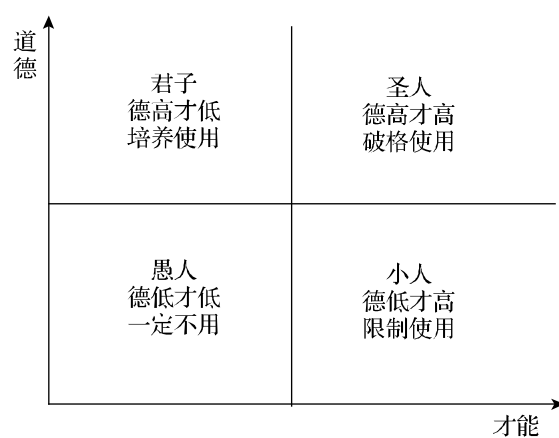 道
德
君子
德高才低
培养使用
圣人
德高才高
破格使用
愚人
德低才低
一定不用
小人
德低才高
限制使用
才能